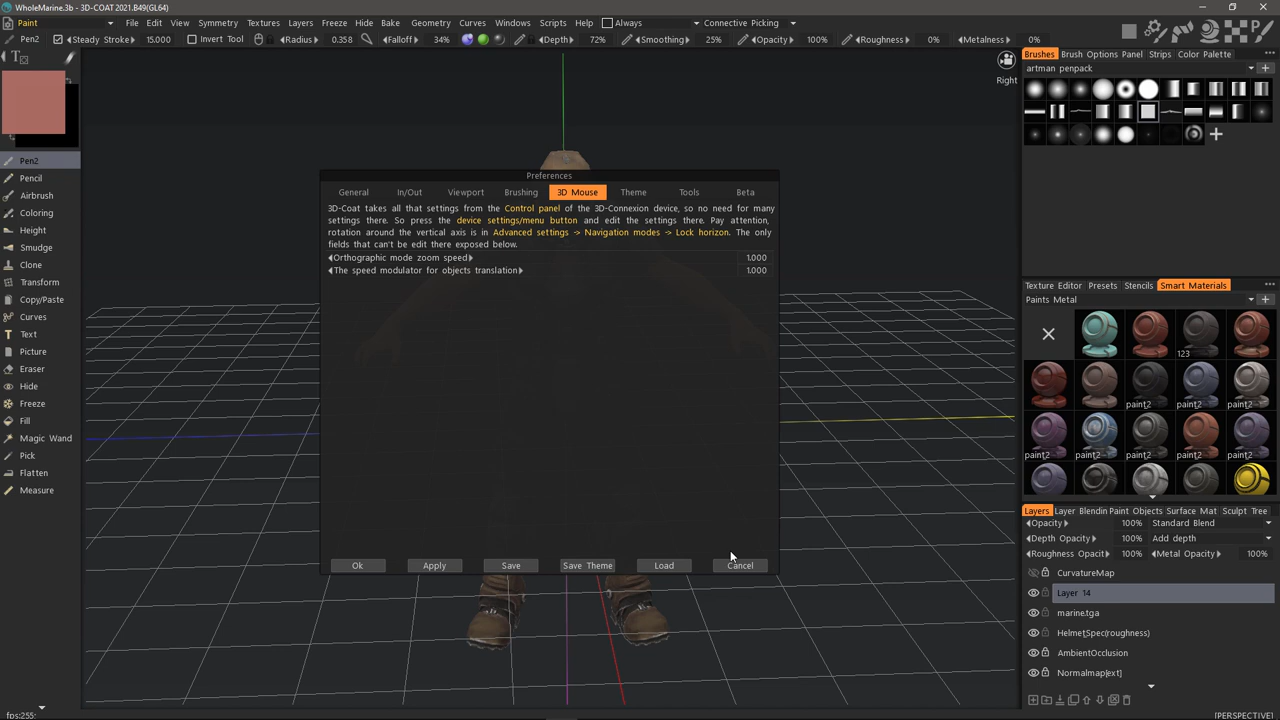 WholeMarine.3b - 3D-COAT 2021.B49(GL64)
Paint File Edit View Symmetry Textures Layers Freeze Hide Bake Geometry Curves Windows Scripts Help Always Connective Picking
Pen2 Steady Stroke 15.000 Invert Tool Radius 0.358 Falloff 34% Depth 72% Smoothing 25% Opacity 100% Roughness 0% Metalness 0%
Right
Pen2
Pencil
Airbrush
Coloring
Height
Smudge
Clone
Transform
Copy/Paste
Curves
Text
Picture
Eraser
Hide
Freeze
Fill
Magic Wand
Pick
Flatten
Measure
Preferences
General In/Out Viewport Brushing 3D Mouse Theme Tools Beta
3D-Coat takes all that settings from the Control panel of the 3D-Connexion device, so no need for many
settings there. So press the device settings/menu button and edit the settings there. Pay attention,
rotation around the vertical axis is in Advanced settings -> Navigation modes -> Lock horizon. The only
fields that can't be edit there exposed below.
Orthographic mode zoom speed 1.000
The speed modulator for objects translation 1.000
Ok Apply Save Save Theme Load Cancel
Brushes Brush Options Panel Strips Color Palette
artman penpack
Texture Editor Presets Stencils Smart Materials
Paints Metal
123
paint2 paint2 paint2
paint2 paint2 paint2 paint2 paint2
Layers Layer Blendin Paint Objects Surface Mat Sculpt Tree
Opacity 100% Standard Blend
Depth Opacity 100% Add depth
Roughness Opacit 100% Metal Opacity 100%
CurvatureMap
Layer 14
marine.tga
HelmetSpec(roughness)
AmbientOcclusion
Normalmap[ext]
fps:255: [PERSPECTIVE]